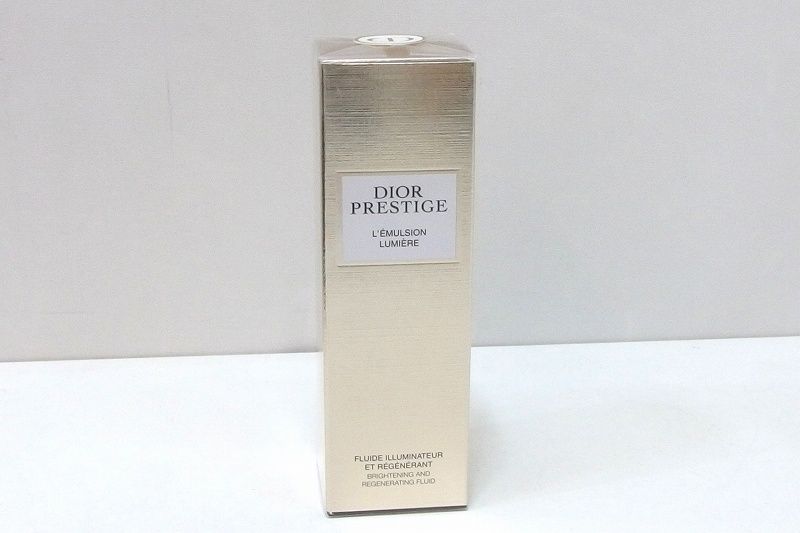 DIOR
PRESTIGE
L'ÉMULSION
LUMIÈRE
FLUIDE ILLUMINATEUR
ET RÉGÉNÉRANT
BRIGHTENING AND
REGENERATING FLUID